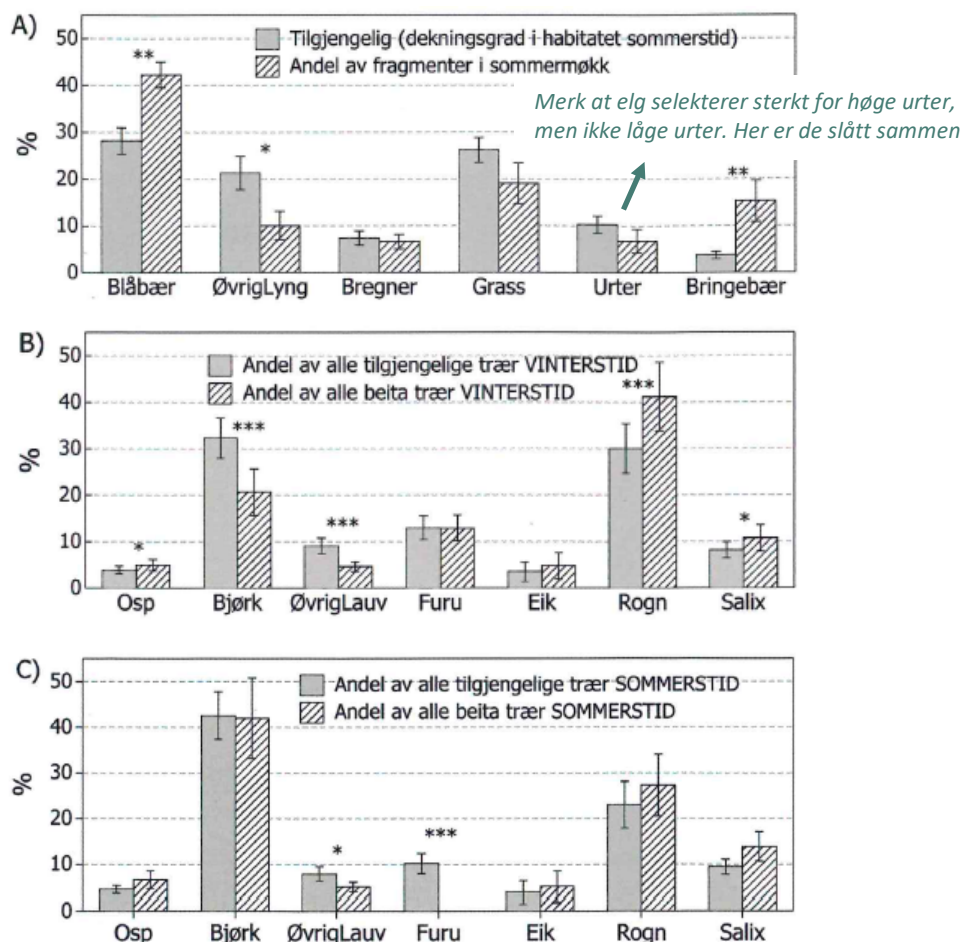 A)
50
40
30
20
10
0
%
Tilgjengelig (dekningsgrad i habitatet sommerstid)
Andel av fragmenter i sommermøkk
Merk at elg selekterer sterkt for høge urter,
men ikke låge urter. Her er de slått sammen
**
*
**
Blåbær ØvrigLyng Bregner Grass Urter Bringebær
B)
50
40
30
20
10
0
%
Andel av alle tilgjengelige trær VINTERSTID
Andel av alle beita trær VINTERSTID
*
***
***
***
*
Osp Bjørk ØvrigLauv Furu Eik Rogn Salix
C)
50
40
30
20
10
0
%
Andel av alle tilgjengelige trær SOMMERSTID
Andel av alle beita trær SOMMERSTID
*
***
Osp Bjørk ØvrigLauv Furu Eik Rogn Salix